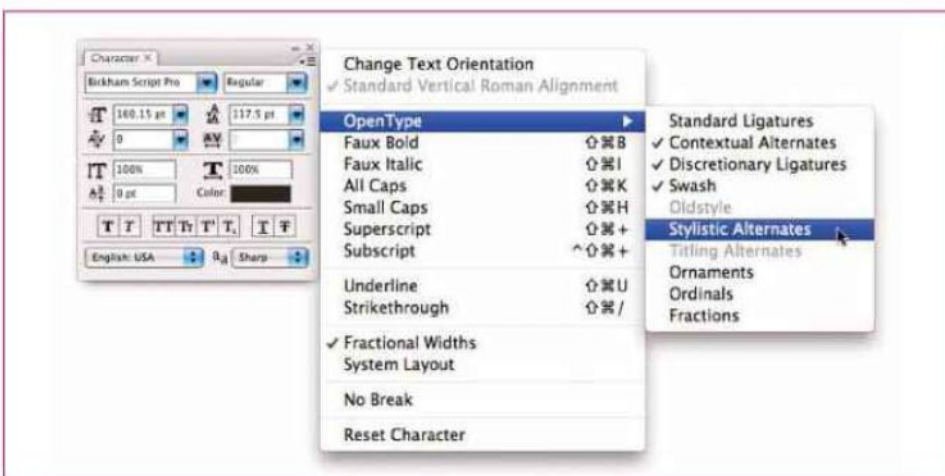 Character ×
Bickham Script Pro Regular
160.15 pt 117.5 pt
0
100% 100%
0 pt Color:
T T TT Tr T' T, T T
English: USA aa Sharp
Change Text Orientation
✓ Standard Vertical Roman Alignment
OpenType ▶
Faux Bold ⇧⌘B
Faux Italic ⇧⌘I
All Caps ⇧⌘K
Small Caps ⇧⌘H
Superscript ⇧⌘+
Subscript ^⇧⌘+
Underline ⇧⌘U
Strikethrough ⇧⌘/
✓ Fractional Widths
System Layout
No Break
Reset Character
Standard Ligatures
✓ Contextual Alternates
✓ Discretionary Ligatures
✓ Swash
Oldstyle
Stylistic Alternates
Titling Alternates
Ornaments
Ordinals
Fractions